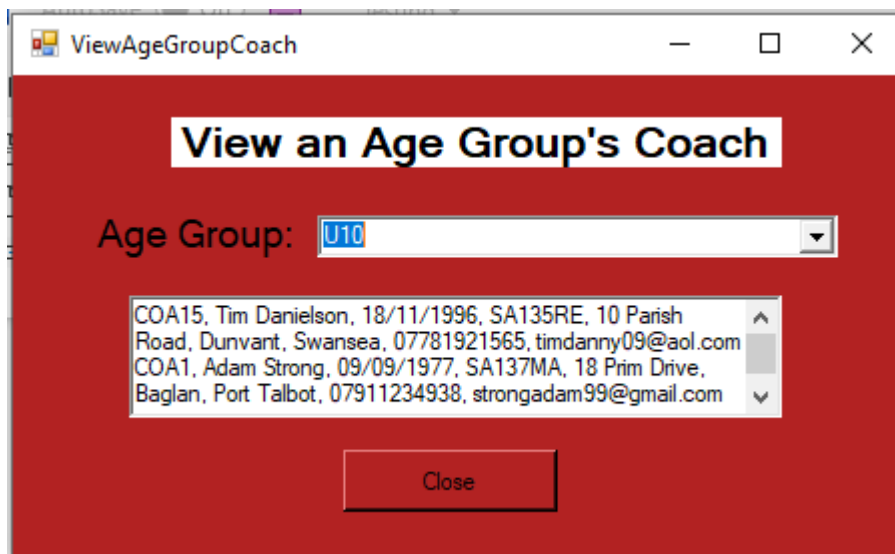 ViewAgeGroupCoach
View an Age Group's Coach
Age Group: U10
COA15, Tim Danielson, 18/11/1996, SA135RE, 10 Parish
Road, Dunvant, Swansea, 07781921565, timdanny09@aol.com
COA1, Adam Strong, 09/09/1977, SA137MA, 18 Prim Drive,
Baglan, Port Talbot, 07911234938, strongadam99@gmail.com
Close